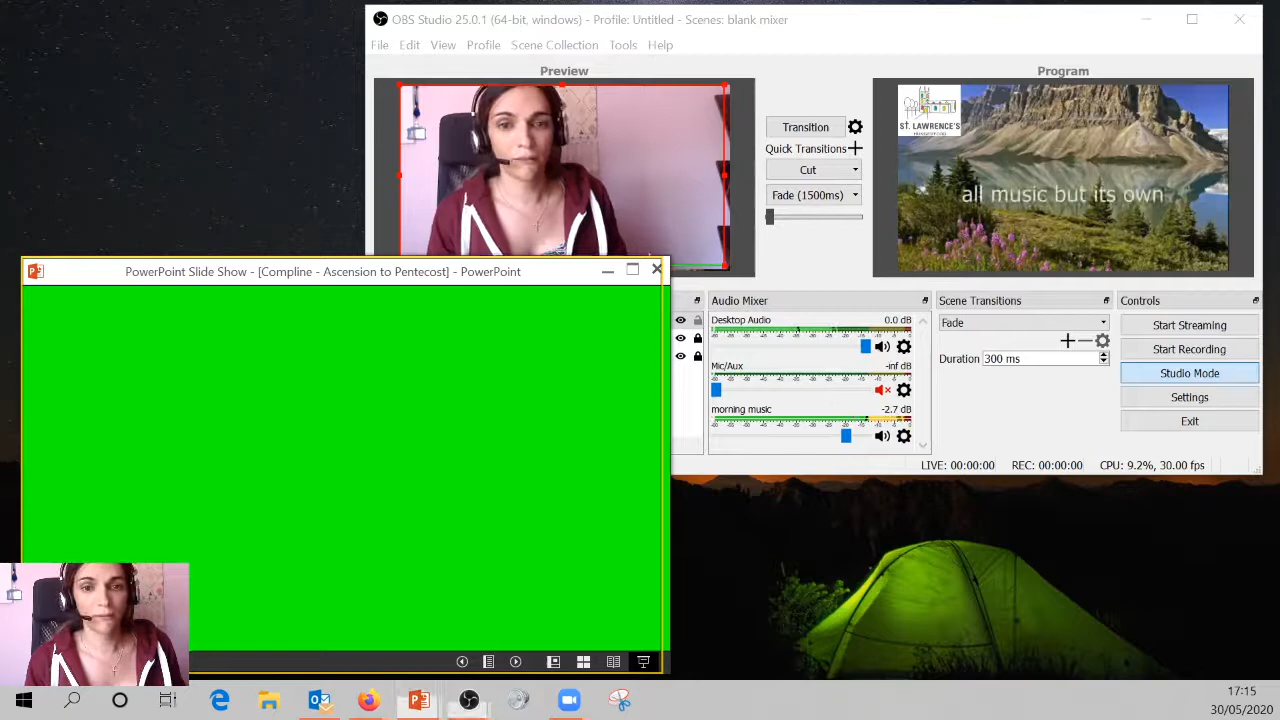 OBS Studio 25.0.1 (64-bit, windows) - Profile: Untitled - Scenes: blank mixer
File Edit View Profile Scene Collection Tools Help
Preview
Program
Transition
Quick Transitions
Cut
Fade (1500ms)
ST. LAWRENCE'S
all music but its own
PowerPoint Slide Show - [Compline - Ascension to Pentecost] - PowerPoint
Audio Mixer
Desktop Audio 0.0 dB
Mic/Aux -inf dB
morning music -2.7 dB
Scene Transitions
Fade
Duration 300 ms
Controls
Start Streaming
Start Recording
Studio Mode
Settings
Exit
LIVE: 00:00:00 REC: 00:00:00 CPU: 9.2%, 30.00 fps
17:15
30/05/2020